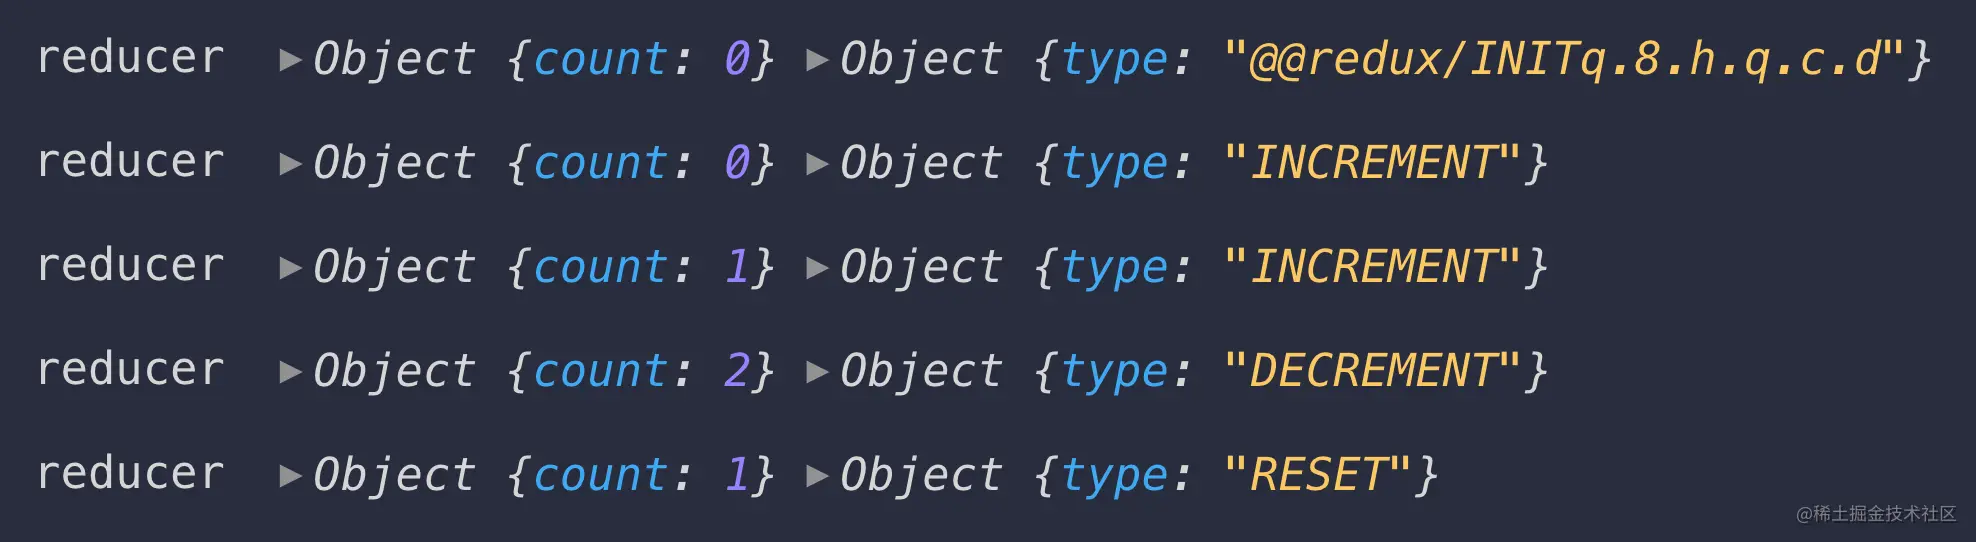 reducer ▶Object {count: 0} ▶Object {type: "@@redux/INITq.8.h.q.c.d"}
reducer ▶Object {count: 0} ▶Object {type: "INCREMENT"}
reducer ▶Object {count: 1} ▶Object {type: "INCREMENT"}
reducer ▶Object {count: 2} ▶Object {type: "DECREMENT"}
reducer ▶Object {count: 1} ▶Object {type: "RESET"}
@稀土掘金技术社区